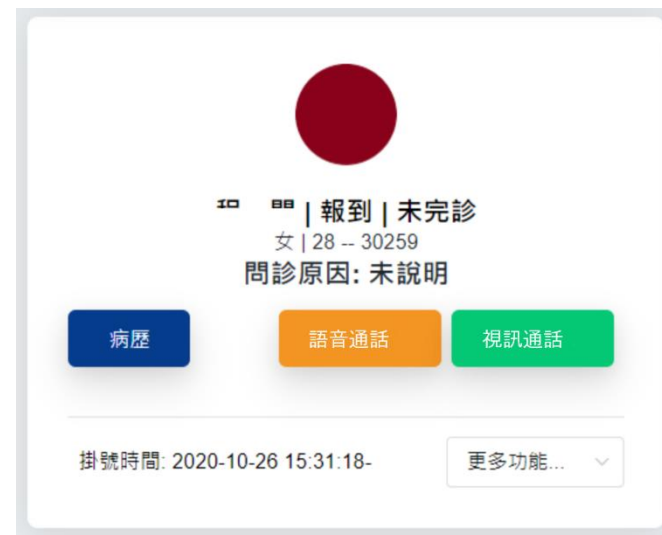 | 報到 | 未完診
女 | 28 -- 30259
問診原因: 未說明
病歷
語音通話
視訊通話
掛號時間: 2020-10-26 15:31:18-
更多功能...